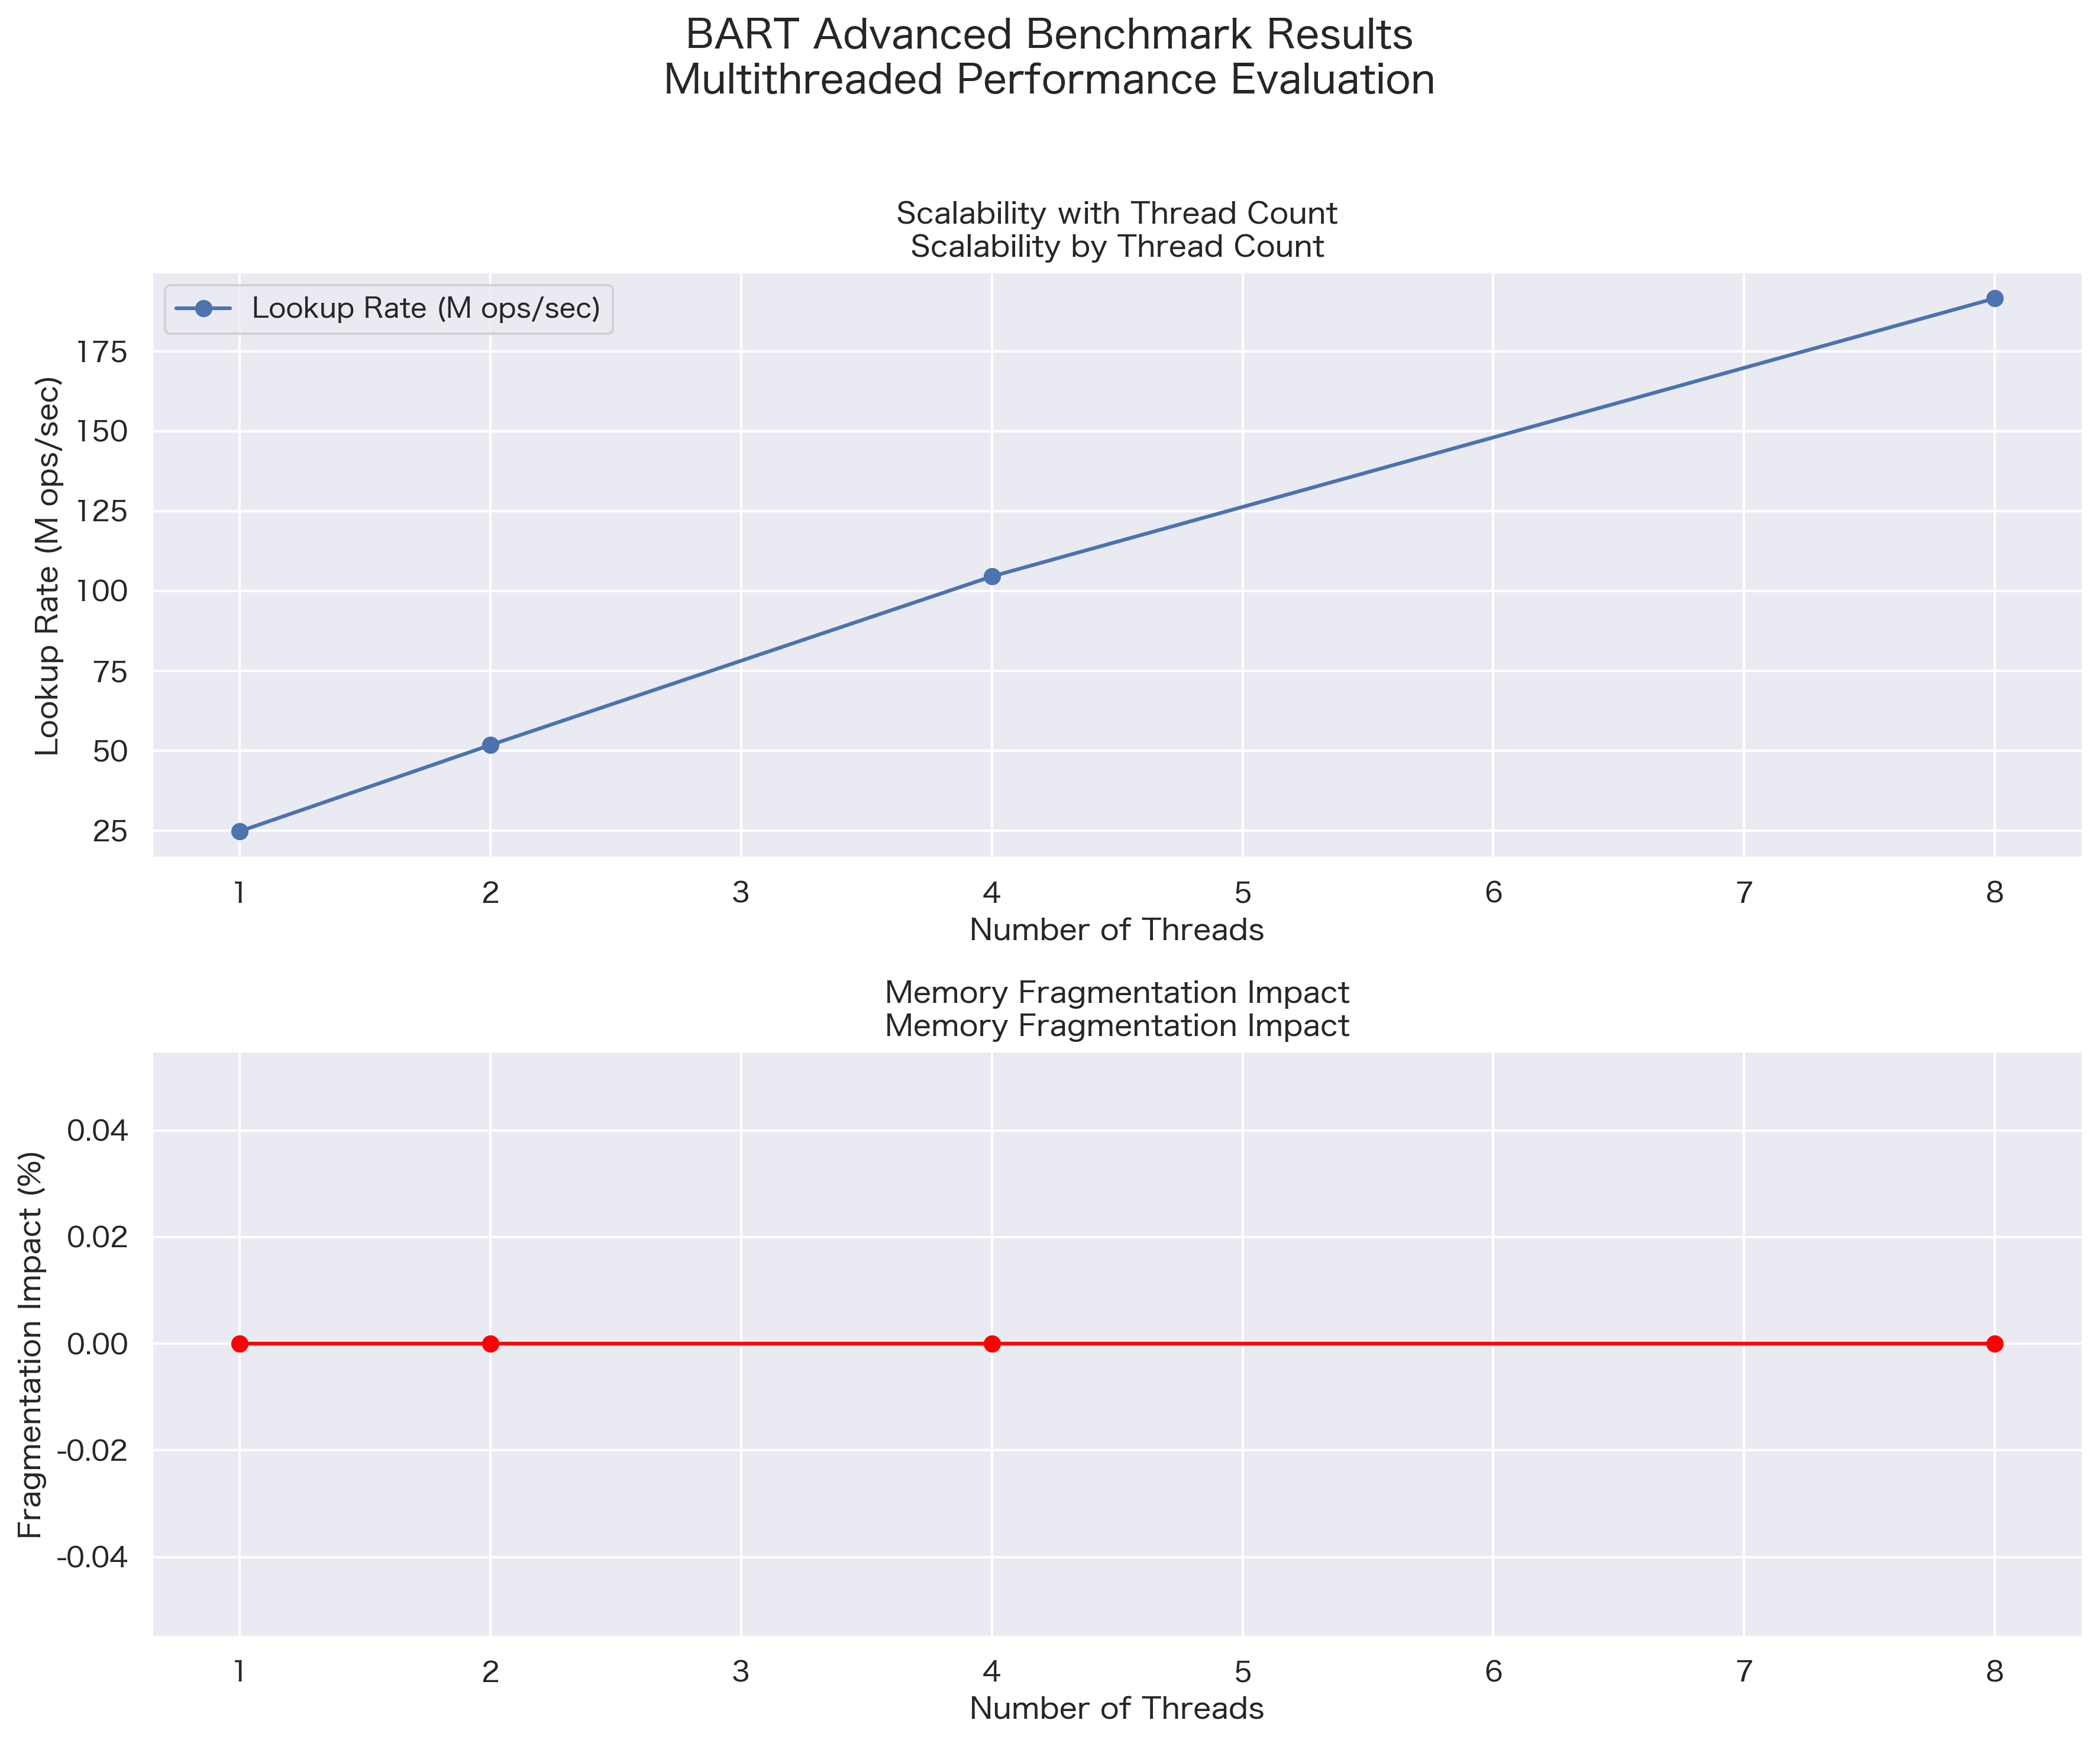 BART Advanced Benchmark Results
Multithreaded Performance Evaluation
Scalability with Thread Count
Scalability by Thread Count
Lookup Rate (M ops/sec)
Lookup Rate (M ops/sec)
175
150
125
100
75
50
25
1 2 3 4 5 6 7 8
Number of Threads
Memory Fragmentation Impact
Memory Fragmentation Impact
Fragmentation Impact (%)
0.04
0.02
0.00
-0.02
-0.04
1 2 3 4 5 6 7 8
Number of Threads